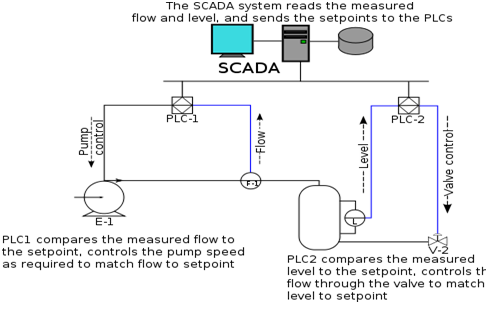 The SCADA system reads the measured
flow and level, and sends the setpoints to the PLCs
SCADA
PLC-1
PLC-2
Pump
control
Flow
Level
Valve control
F-1
E-1
L
V-2
PLC1 compares the measured flow to
the setpoint, controls the pump speed
as required to match flow to setpoint
PLC2 compares the measured
level to the setpoint, controls th
flow through the valve to match
level to setpoint